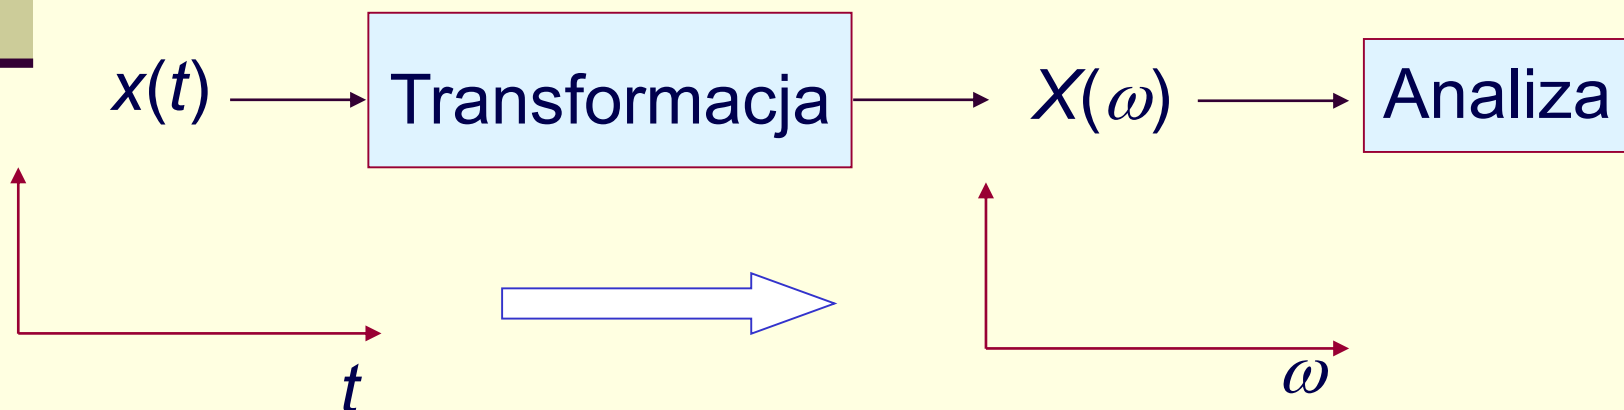 x(t) Transformacja X(ω) Analiza
t
ω